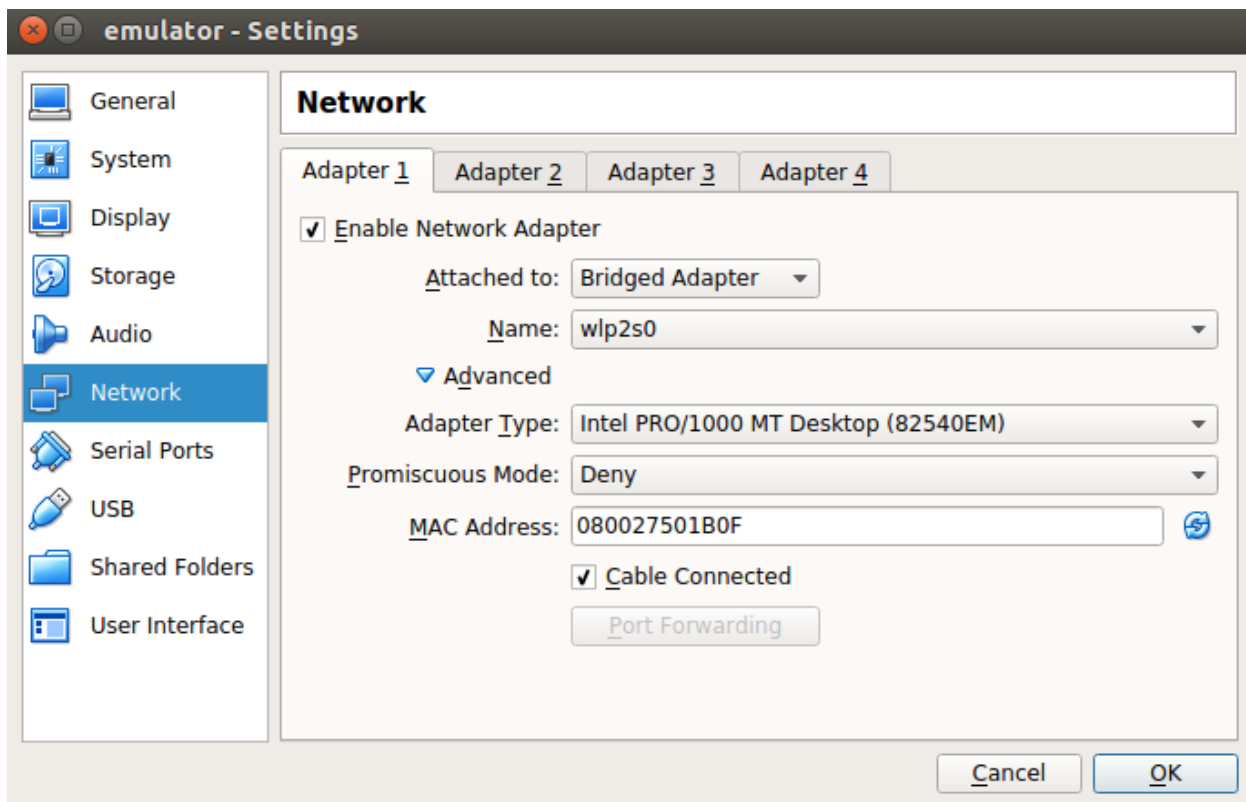 emulator - Settings
General
System
Display
Storage
Audio
Network
Serial Ports
USB
Shared Folders
User Interface
Network
Adapter 1 Adapter 2 Adapter 3 Adapter 4
Enable Network Adapter
Attached to: Bridged Adapter
Name: wlp2s0
Advanced
Adapter Type: Intel PRO/1000 MT Desktop (82540EM)
Promiscuous Mode: Deny
MAC Address: 080027501B0F
Cable Connected
Port Forwarding
Cancel OK